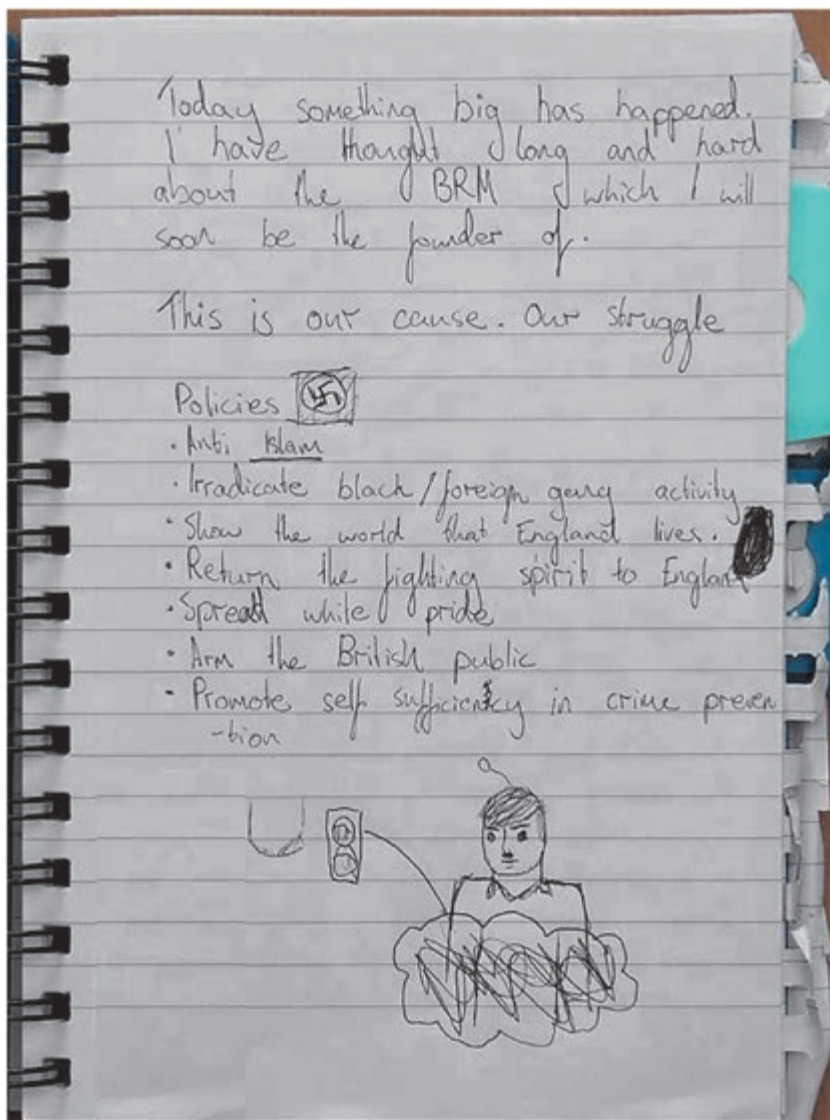 Today something big has happened.
I have thought long and hard
about the BRM which I will
soon be the founder of.
This is our cause. Our struggle
Policies
· Anti Islam
· Irradicate black/foreign gang activity
· Show the world that England lives.
· Return the fighting spirit to England
· Spread white pride
· Arm the British public
· Promote self sufficiency in crime preven
-tion